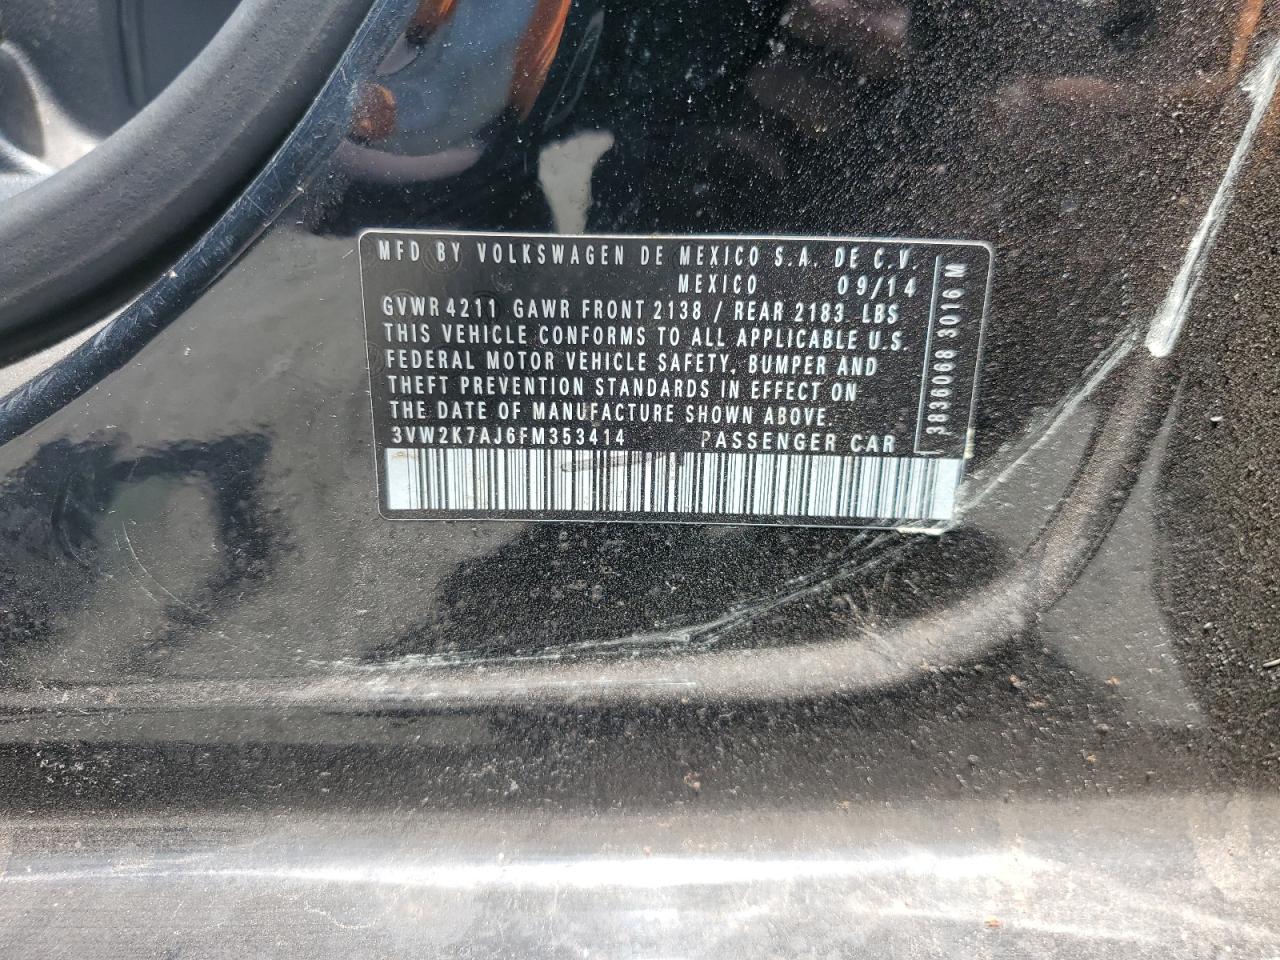 MFD BY VOLKSWAGEN DE MEXICO S.A. DE C.V.
MEXICO 09/14
GVWR 4211 GAWR FRONT 2138 / REAR 2183 LBS
THIS VEHICLE CONFORMS TO ALL APPLICABLE U.S.
FEDERAL MOTOR VEHICLE SAFETY, BUMPER AND
THEFT PREVENTION STANDARDS IN EFFECT ON
THE DATE OF MANUFACTURE SHOWN ABOVE.
3VW2K7AJ6FM353414 PASSENGER CAR
3836068 3016 M